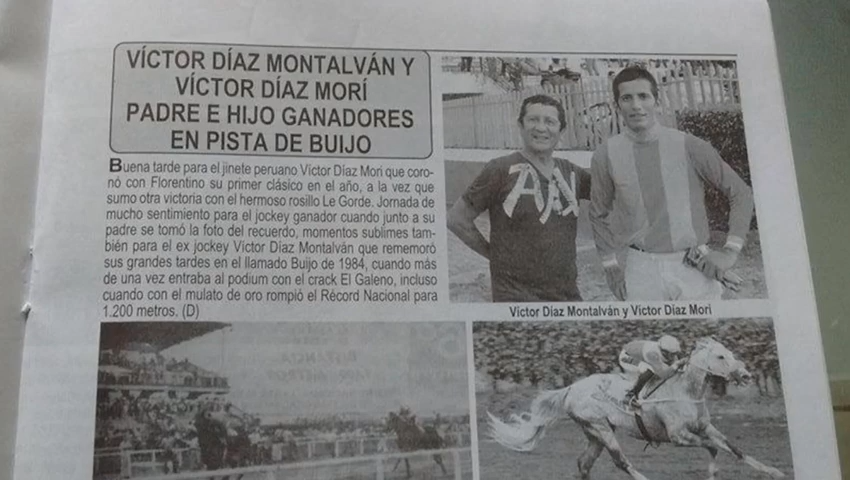 VÍCTOR DÍAZ MONTALVÁN Y
VÍCTOR DÍAZ MORÍ
PADRE E HIJO GANADORES
EN PISTA DE BUIJO
Buena tarde para el jinete peruano Víctor Díaz Mori que coro-
nó con Florentino su primer clásico en el año, a la vez que
sumo otra victoria con el hermoso rosillo Le Gorde. Jornada de
mucho sentimiento para el jockey ganador cuando junto a su
padre se tomó la foto del recuerdo, momentos sublimes tam-
bién para el ex jockey Víctor Díaz Montalván que rememoró
sus grandes tardes en el llamado Buijo de 1984, cuando más
de una vez entraba al podium con el crack El Galeno, incluso
cuando con el mulato de oro rompió el Récord Nacional para
1.200 metros. (D)
Víctor Díaz Montalván y Víctor Díaz Mori